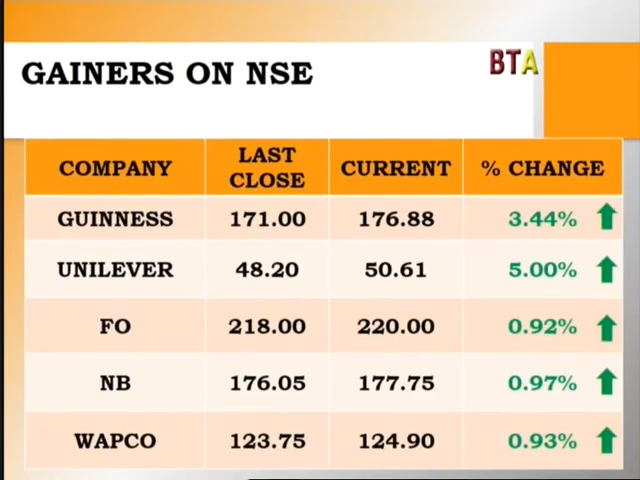 GAINERS ON NSE
BTA
COMPANY LAST CLOSE CURRENT % CHANGE
GUINNESS 171.00 176.88 3.44%
UNILEVER 48.20 50.61 5.00%
FO 218.00 220.00 0.92%
NB 176.05 177.75 0.97%
WAPCO 123.75 124.90 0.93%